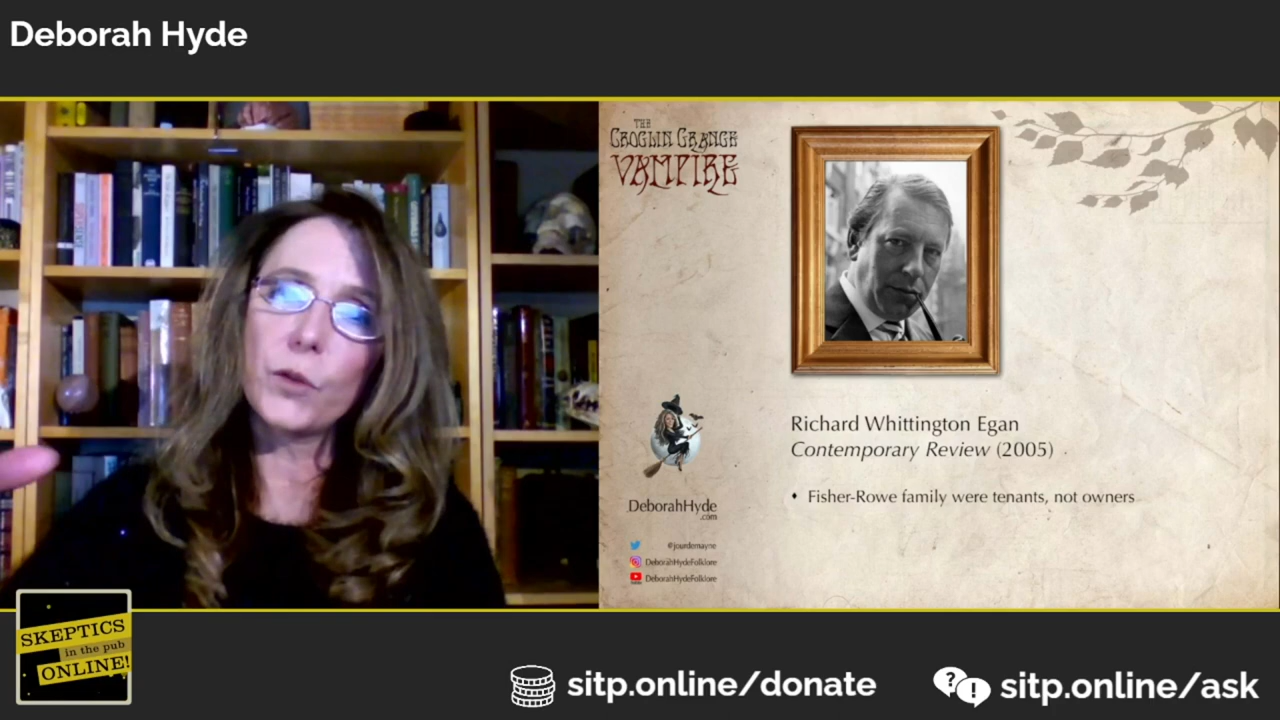 Deborah Hyde
THE
CROGLIN GRANGE
VAMPIRE
Richard Whittington Egan
Contemporary Review (2005)
• Fisher-Rowe family were tenants, not owners
DeborahHyde
.com
@jourdemayne
DeborahHydeFolklore
DeborahHydeFolklore
SKEPTICS
in the pub
ONLINE!
sitp.online/donate
? !
sitp.online/ask